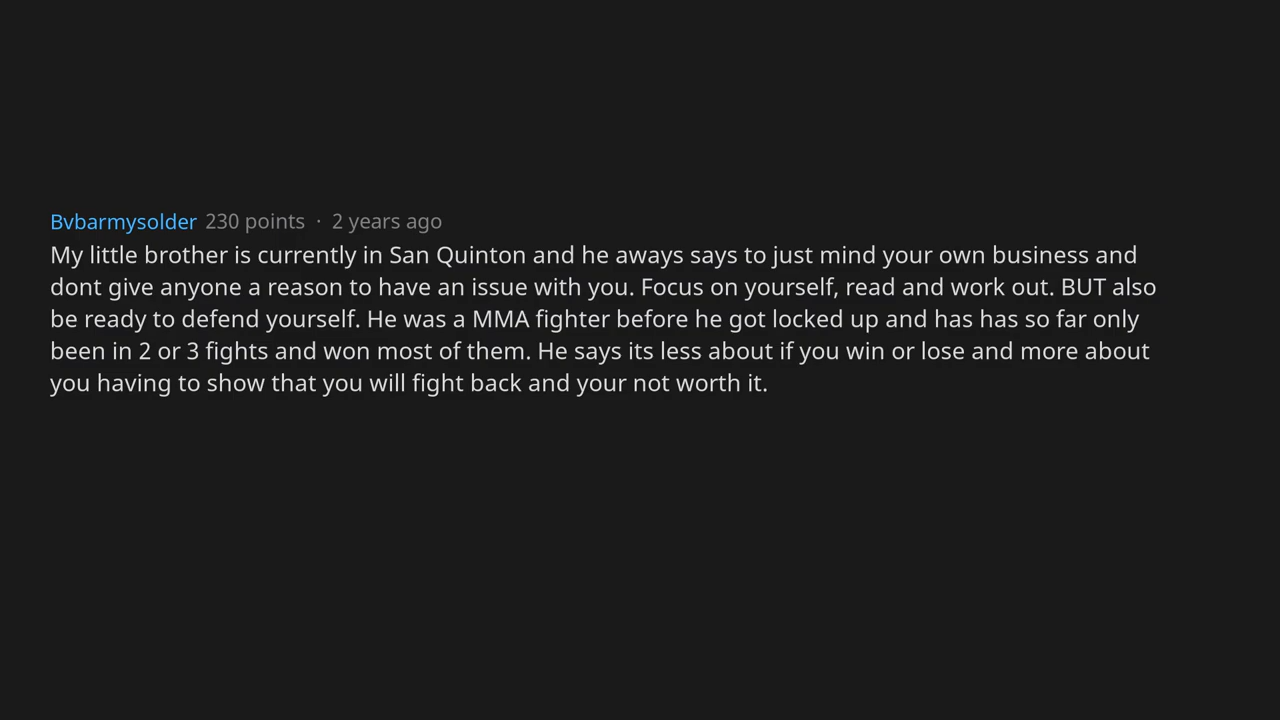 Bvbarmysolder 230 points · 2 years ago
My little brother is currently in San Quinton and he aways says to just mind your own business and
dont give anyone a reason to have an issue with you. Focus on yourself, read and work out. BUT also
be ready to defend yourself. He was a MMA fighter before he got locked up and has has so far only
been in 2 or 3 fights and won most of them. He says its less about if you win or lose and more about
you having to show that you will fight back and your not worth it.